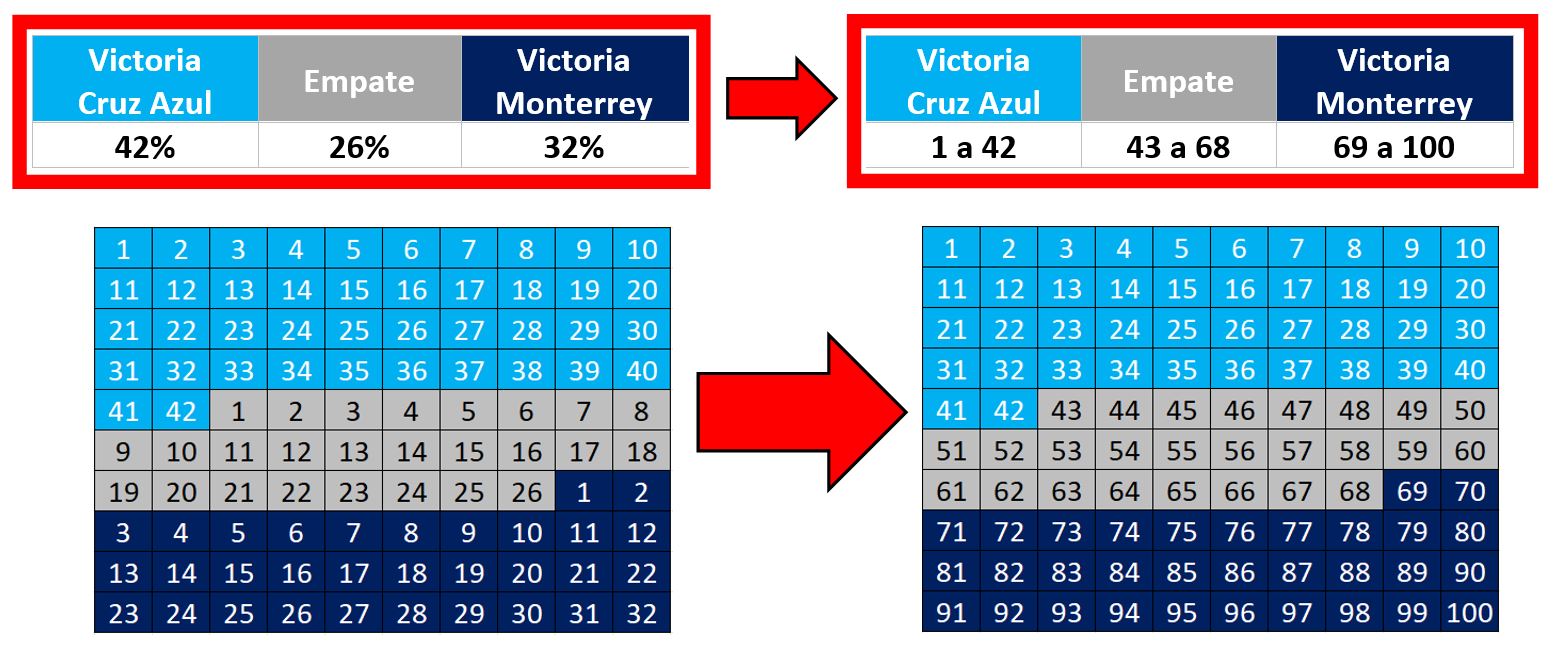 Victoria Cruz Azul Empate Victoria Monterrey
42% 26% 32%
Victoria Cruz Azul Empate Victoria Monterrey
1 a 42 43 a 68 69 a 100
1 2 3 4 5 6 7 8 9 10
11 12 13 14 15 16 17 18 19 20
21 22 23 24 25 26 27 28 29 30
31 32 33 34 35 36 37 38 39 40
41 42 1 2 3 4 5 6 7 8
9 10 11 12 13 14 15 16 17 18
19 20 21 22 23 24 25 26 1 2
3 4 5 6 7 8 9 10 11 12
13 14 15 16 17 18 19 20 21 22
23 24 25 26 27 28 29 30 31 32
1 2 3 4 5 6 7 8 9 10
11 12 13 14 15 16 17 18 19 20
21 22 23 24 25 26 27 28 29 30
31 32 33 34 35 36 37 38 39 40
41 42 43 44 45 46 47 48 49 50
51 52 53 54 55 56 57 58 59 60
61 62 63 64 65 66 67 68 69 70
71 72 73 74 75 76 77 78 79 80
81 82 83 84 85 86 87 88 89 90
91 92 93 94 95 96 97 98 99 100